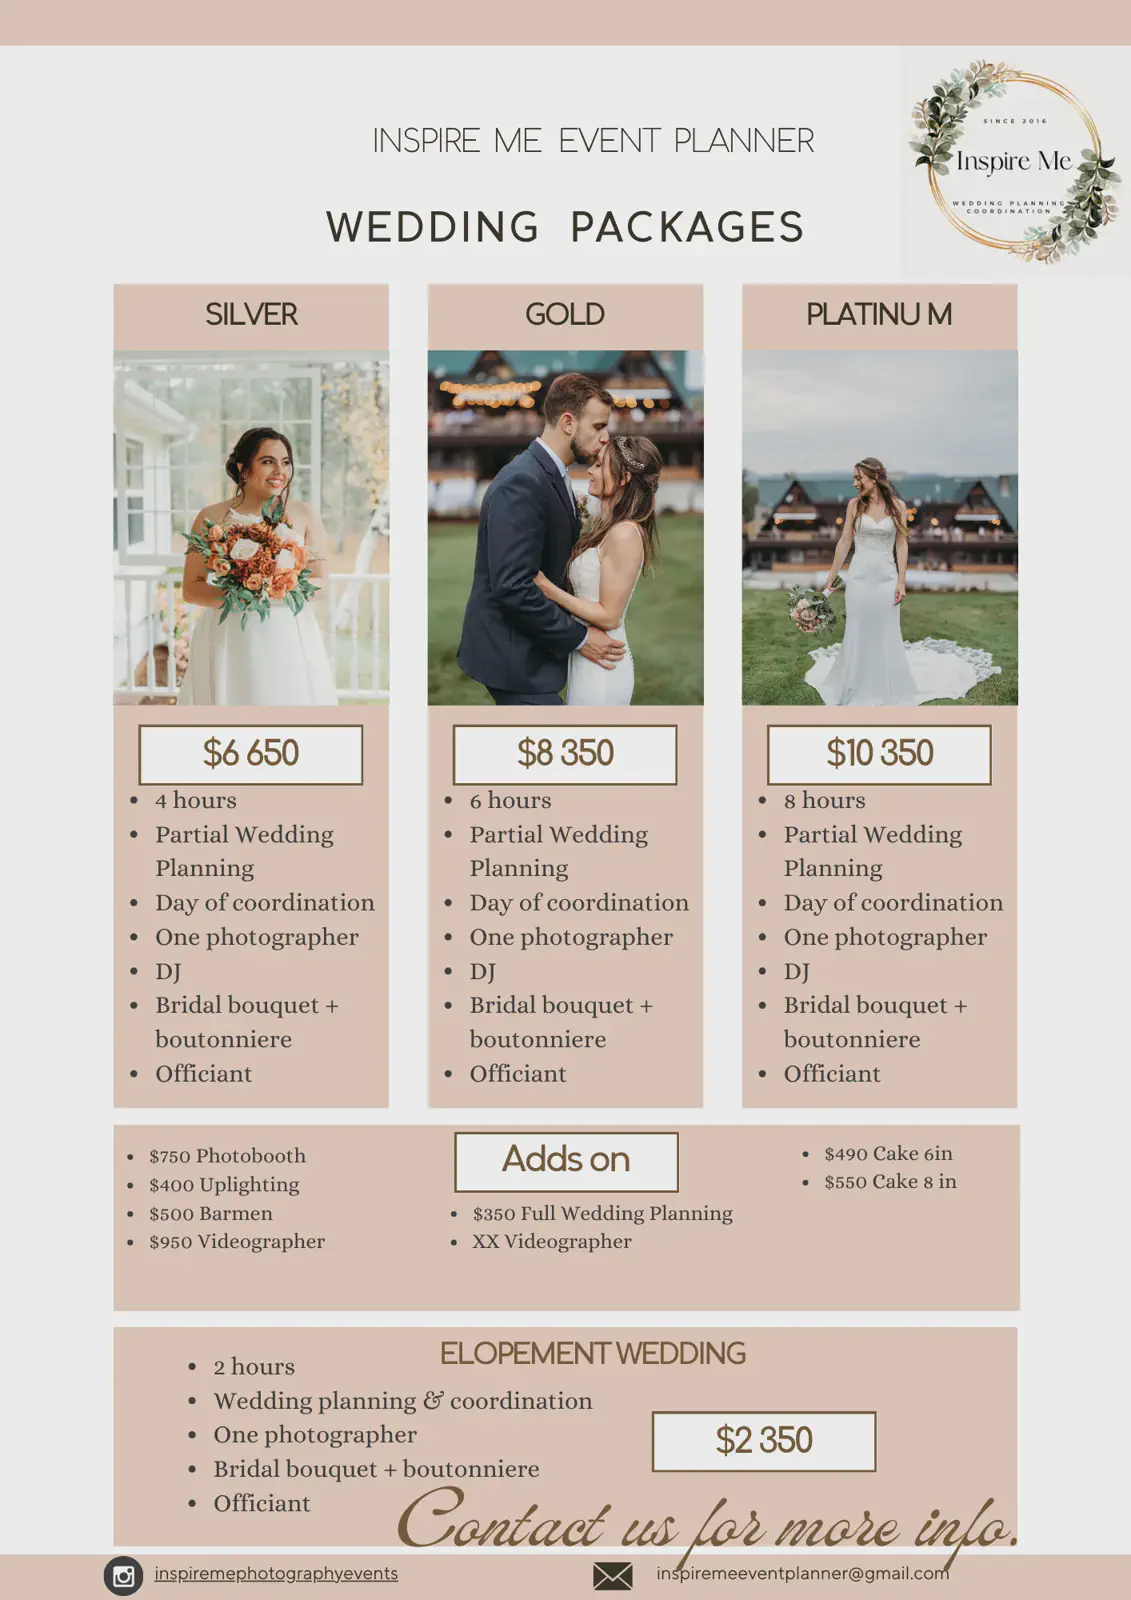 INSPIRE ME EVENT PLANNER
WEDDING PACKAGES
SINCE 2016
Inspire Me
WEDDING PLANNING
COORDINATION
SILVER
$6 650
4 hours
Partial Wedding
Planning
Day of coordination
One photographer
DJ
Bridal bouquet +
boutonniere
Officiant
GOLD
$8 350
6 hours
Partial Wedding
Planning
Day of coordination
One photographer
DJ
Bridal bouquet +
boutonniere
Officiant
PLATINU M
$10 350
8 hours
Partial Wedding
Planning
Day of coordination
One photographer
DJ
Bridal bouquet +
boutonniere
Officiant
$750 Photobooth
$400 Uplighting
$500 Barmen
$950 Videographer
Adds on
$350 Full Wedding Planning
XX Videographer
$490 Cake 6in
$550 Cake 8 in
ELOPEMENT WEDDING
2 hours
Wedding planning & coordination
One photographer
Bridal bouquet + boutonniere
Officiant
$2 350
Contact us for more info.
inspiremephotographyevents
inspiremeeventplanner@gmail.com